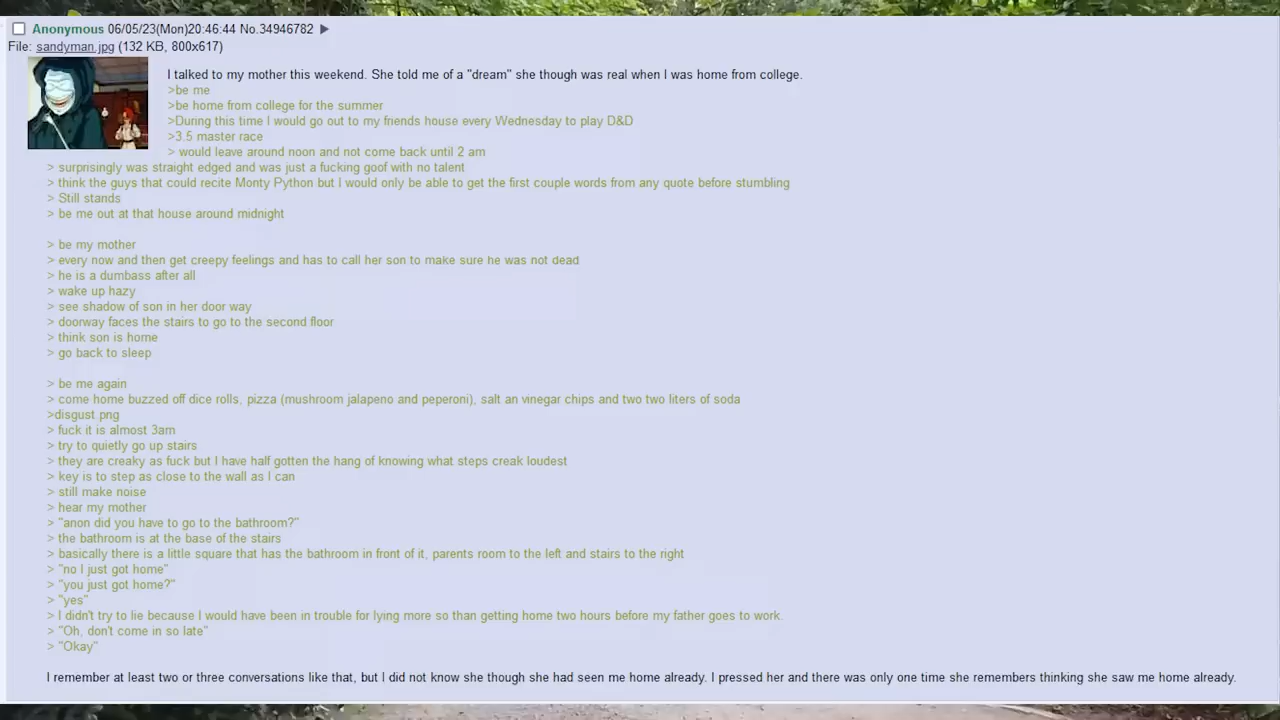 Anonymous 06/05/23(Mon)20:46:44 No.34946782 ▶
File: sandyman.jpg (132 KB, 800x617)
I talked to my mother this weekend. She told me of a "dream" she though was real when I was home from college.
>be me
>be home from college for the summer
>During this time I would go out to my friends house every Wednesday to play D&D
>3.5 master race
> would leave around noon and not come back until 2 am
> surprisingly was straight edged and was just a fucking goof with no talent
> think the guys that could recite Monty Python but I would only be able to get the first couple words from any quote before stumbling
> Still stands
> be me out at that house around midnight
> be my mother
> every now and then get creepy feelings and has to call her son to make sure he was not dead
> he is a dumbass after all
> wake up hazy
> see shadow of son in her door way
> doorway faces the stairs to go to the second floor
> think son is home
> go back to sleep
> be me again
> come home buzzed off dice rolls, pizza (mushroom jalapeno and peperoni), salt an vinegar chips and two two liters of soda
>disgust png
> fuck it is almost 3am
> try to quietly go up stairs
> they are creaky as fuck but I have half gotten the hang of knowing what steps creak loudest
> key is to step as close to the wall as I can
> still make noise
> hear my mother
> "anon did you have to go to the bathroom?"
> the bathroom is at the base of the stairs
> basically there is a little square that has the bathroom in front of it, parents room to the left and stairs to the right
> "no I just got home"
> "you just got home?"
> "yes"
> I didn't try to lie because I would have been in trouble for lying more so than getting home two hours before my father goes to work.
> "Oh, don't come in so late"
> "Okay"
I remember at least two or three conversations like that, but I did not know she though she had seen me home already. I pressed her and there was only one time she remembers thinking she saw me home already.